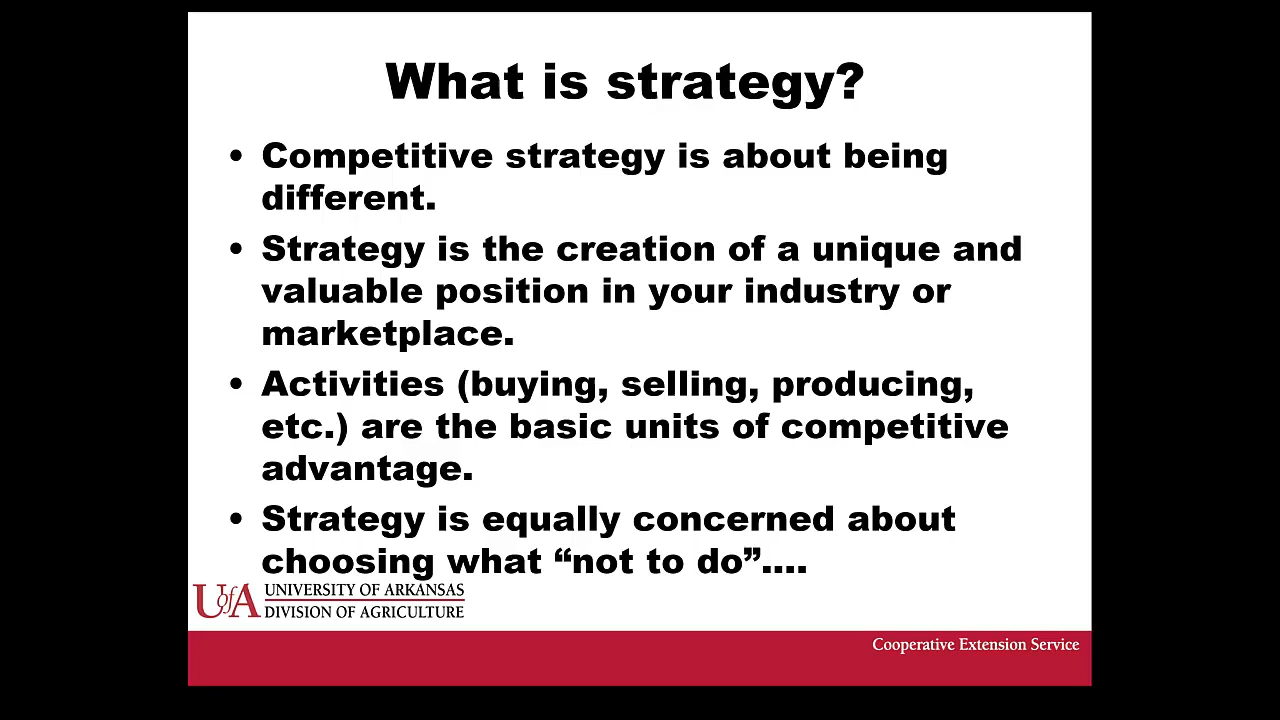 What is strategy?
• Competitive strategy is about being
different.
• Strategy is the creation of a unique and
valuable position in your industry or
marketplace.
• Activities (buying, selling, producing,
etc.) are the basic units of competitive
advantage.
• Strategy is equally concerned about
choosing what “not to do”....
UofA UNIVERSITY OF ARKANSAS
DIVISION OF AGRICULTURE
Cooperative Extension Service